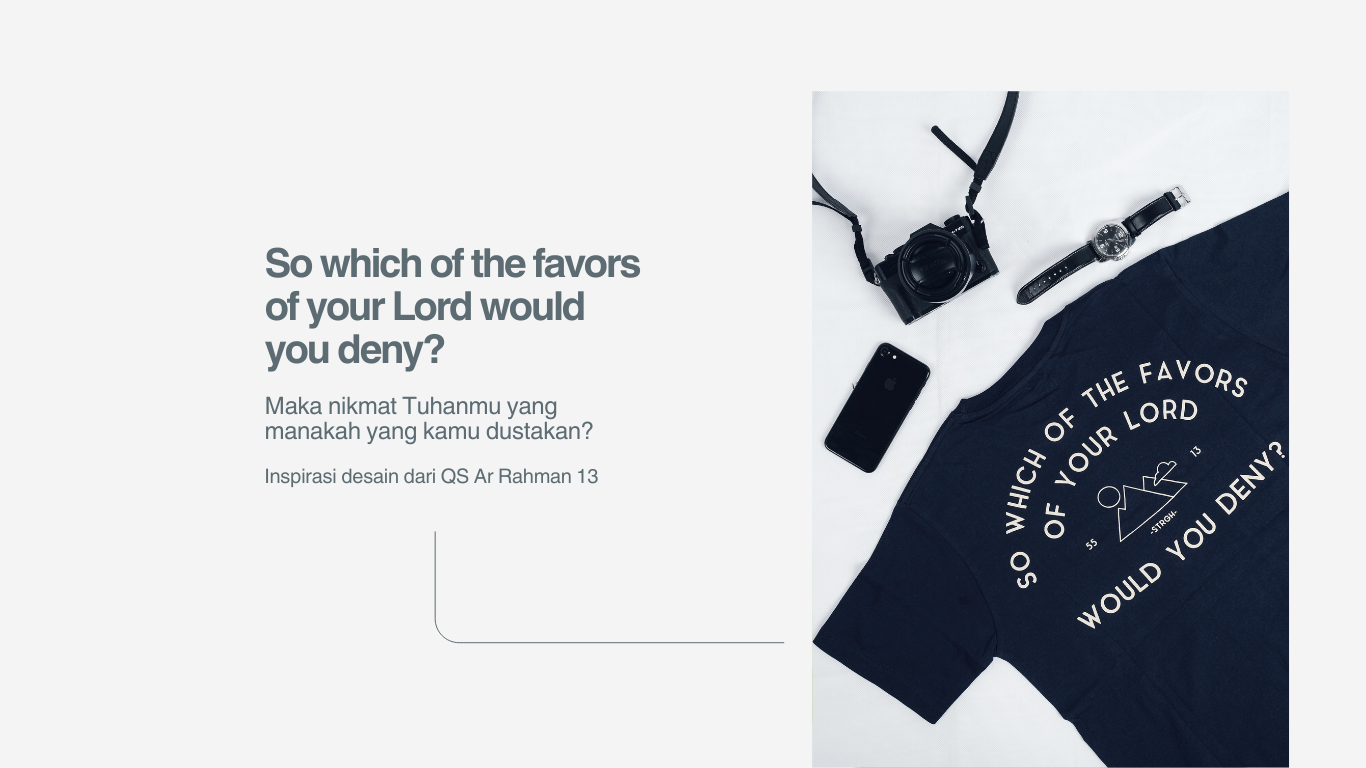 So which of the favors
of your Lord would
you deny?
Maka nikmat Tuhanmu yang
manakah yang kamu dustakan?
Inspirasi desain dari QS Ar Rahman 13
SO WHICH OF THE FAVORS
OF YOUR LORD
13
55
-STRGH-
WOULD YOU DENY?